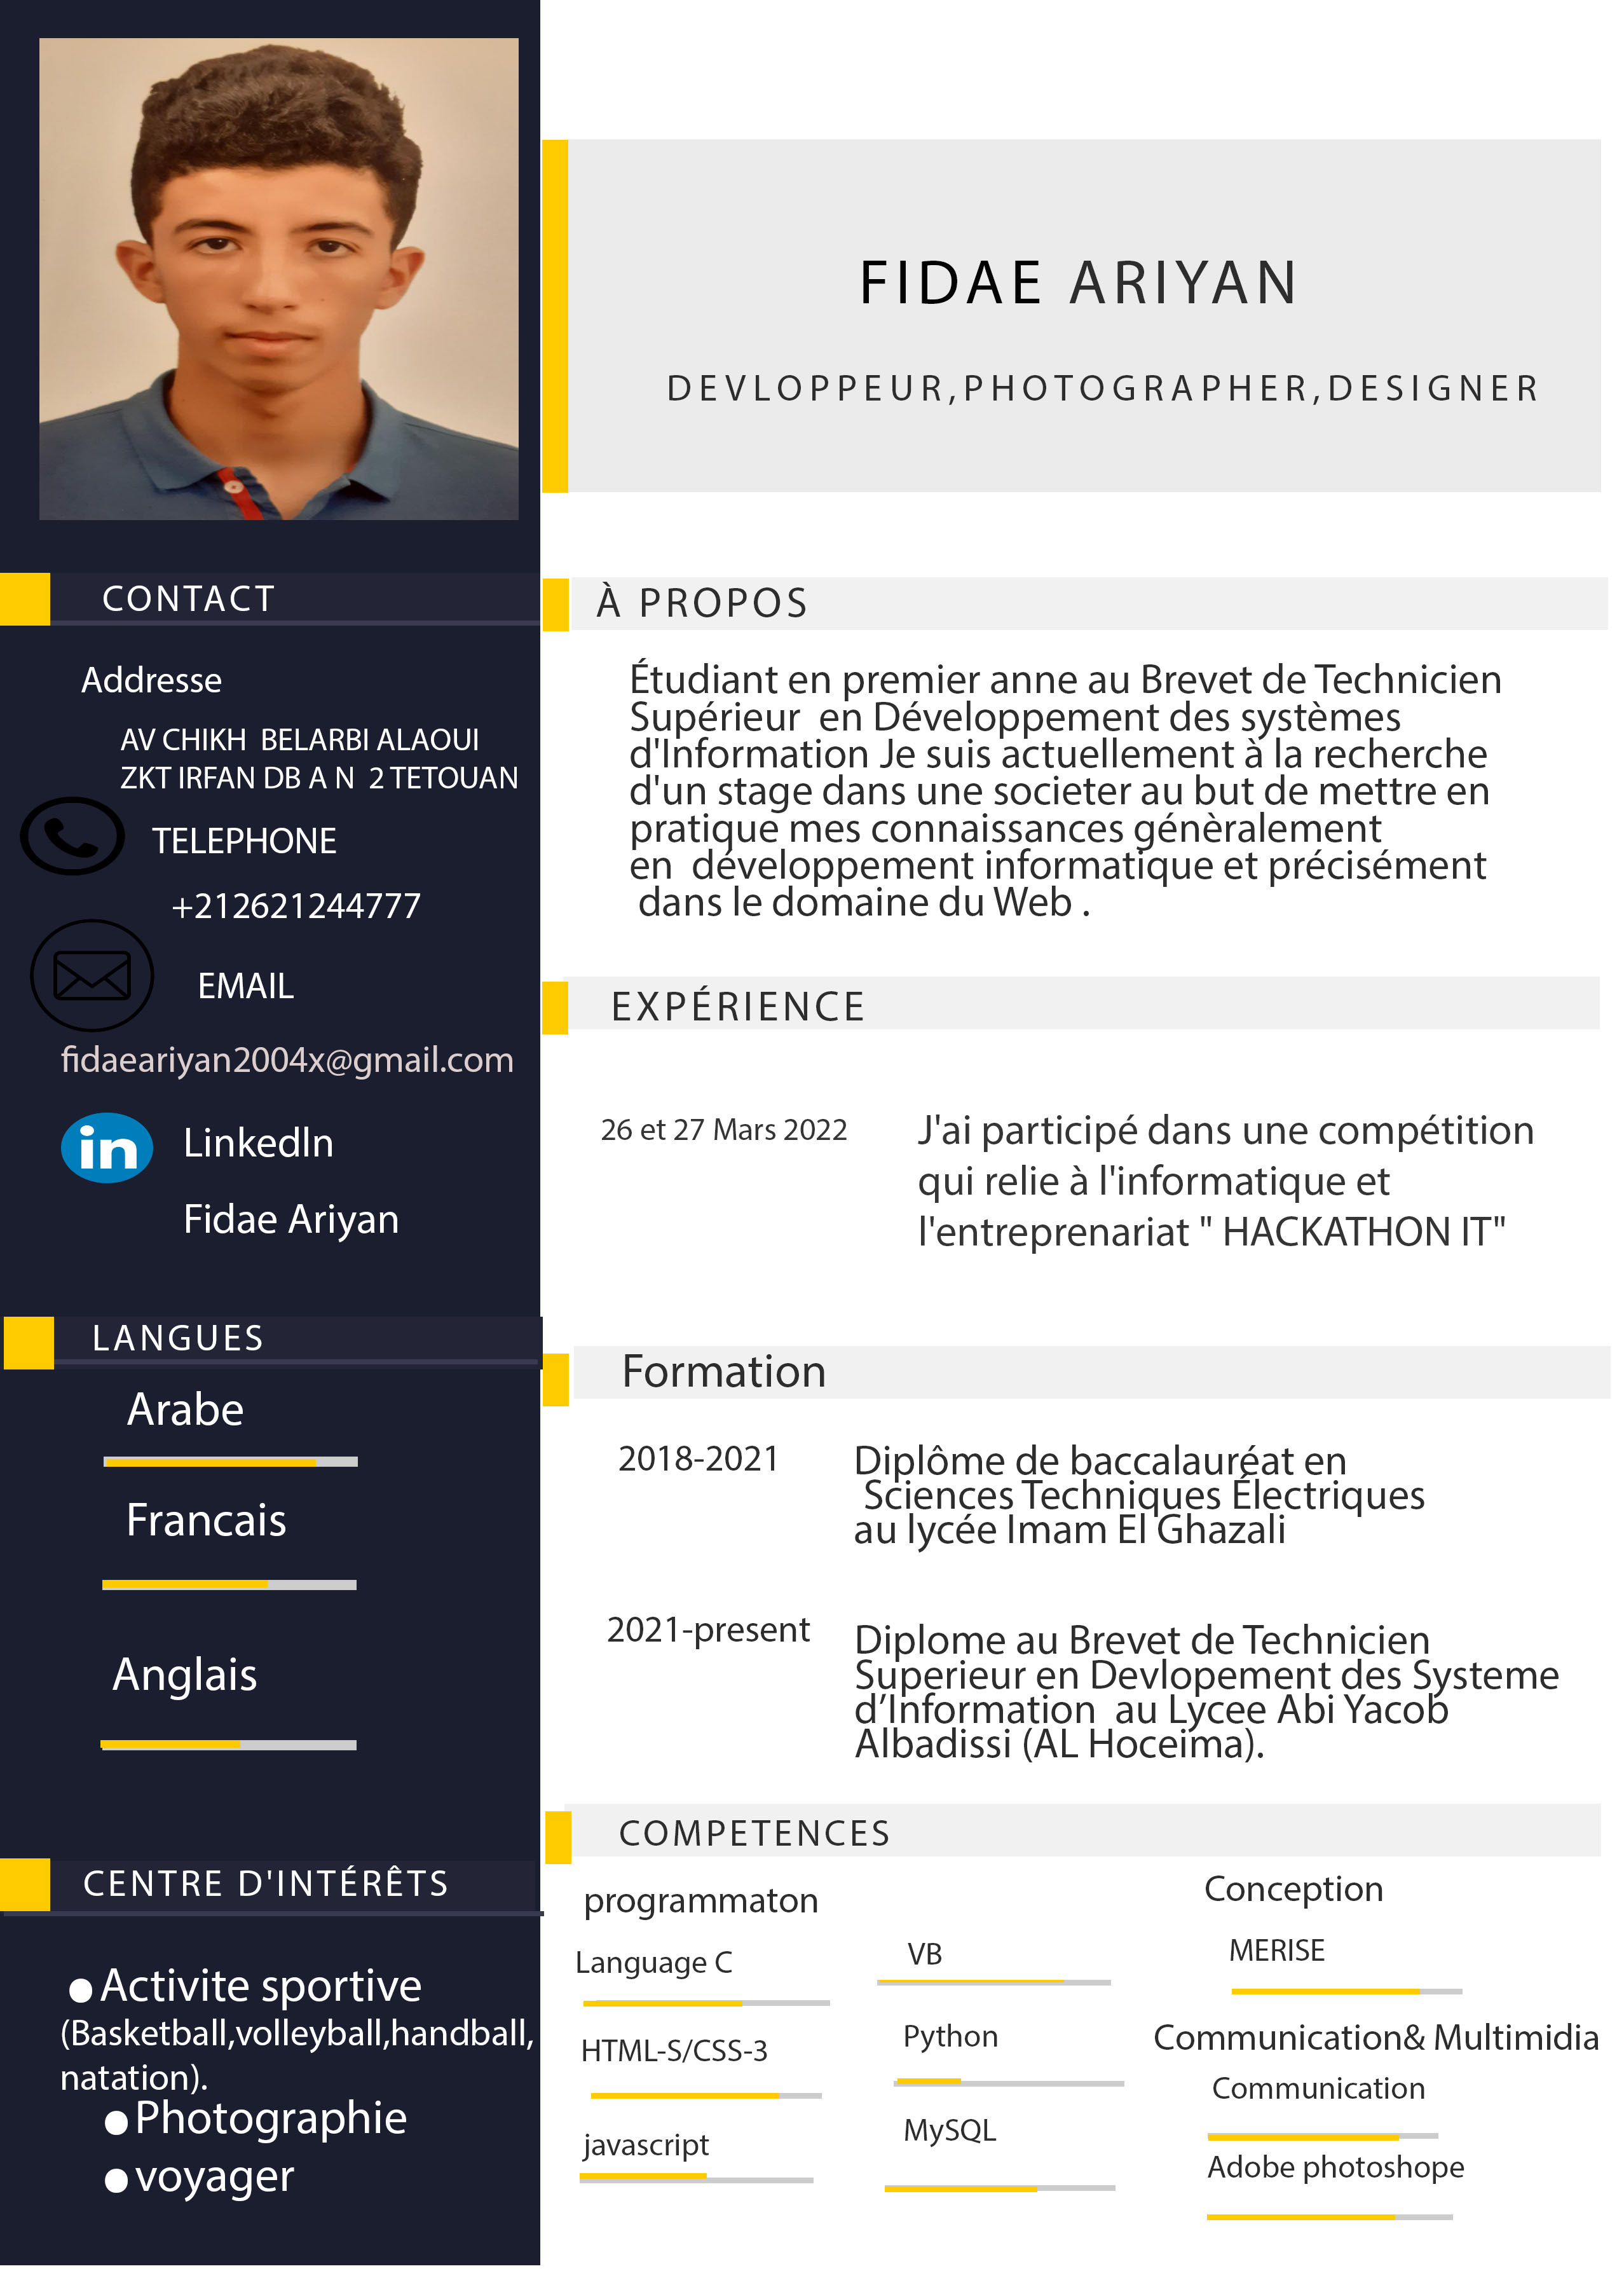 FIDAE ARIYAN
DEVLOPPEUR,PHOTOGRAPHER,DESIGNER
CONTACT
Addresse
AV CHIKH BELARBI ALAOUI
ZKT IRFAN DB A N 2 TETOUAN
TELEPHONE
+212621244777
EMAIL
fidaeariyan2004x@gmail.com
in LinkedIn
Fidae Ariyan
LANGUES
Arabe
Francais
Anglais
CENTRE D'INTÉRÊTS
●Activite sportive
(Basketball,volleyball,handball,
natation).
●Photographie
●voyager
À PROPOS
Étudiant en premier anne au Brevet de Technicien
Supérieur en Développement des systèmes
d'Information Je suis actuellement à la recherche
d'un stage dans une societer au but de mettre en
pratique mes connaissances génèralement
en développement informatique et précisément
dans le domaine du Web .
EXPÉRIENCE
26 et 27 Mars 2022
J'ai participé dans une compétition
qui relie à l'informatique et
l'entreprenariat " HACKATHON IT"
Formation
2018-2021
Diplôme de baccalauréat en
Sciences Techniques Électriques
au lycée Imam El Ghazali
2021-present
Diplome au Brevet de Technicien
Superieur en Devlopement des Systeme
d’Information au Lycee Abi Yacob
Albadissi (AL Hoceima).
COMPETENCES
programmaton
Language C
HTML-S/CSS-3
javascript
VB
Python
MySQL
Conception
MERISE
Communication& Multimidia
Communication
Adobe photoshope